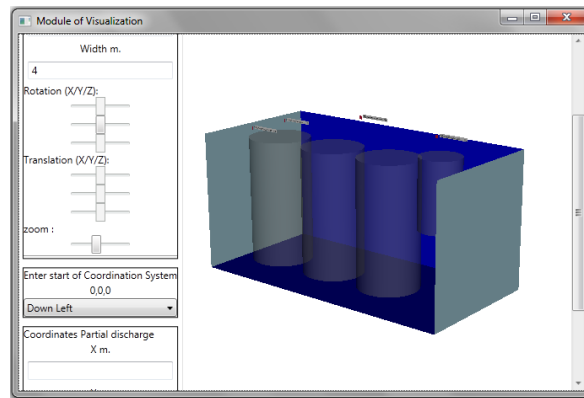 Module of Visualization
Width m.
4
Rotation (X/Y/Z):
Translation (X/Y/Z):
zoom :
Enter start of Coordination System
0,0,0
Down Left
Coordinates Partial discharge
X m.